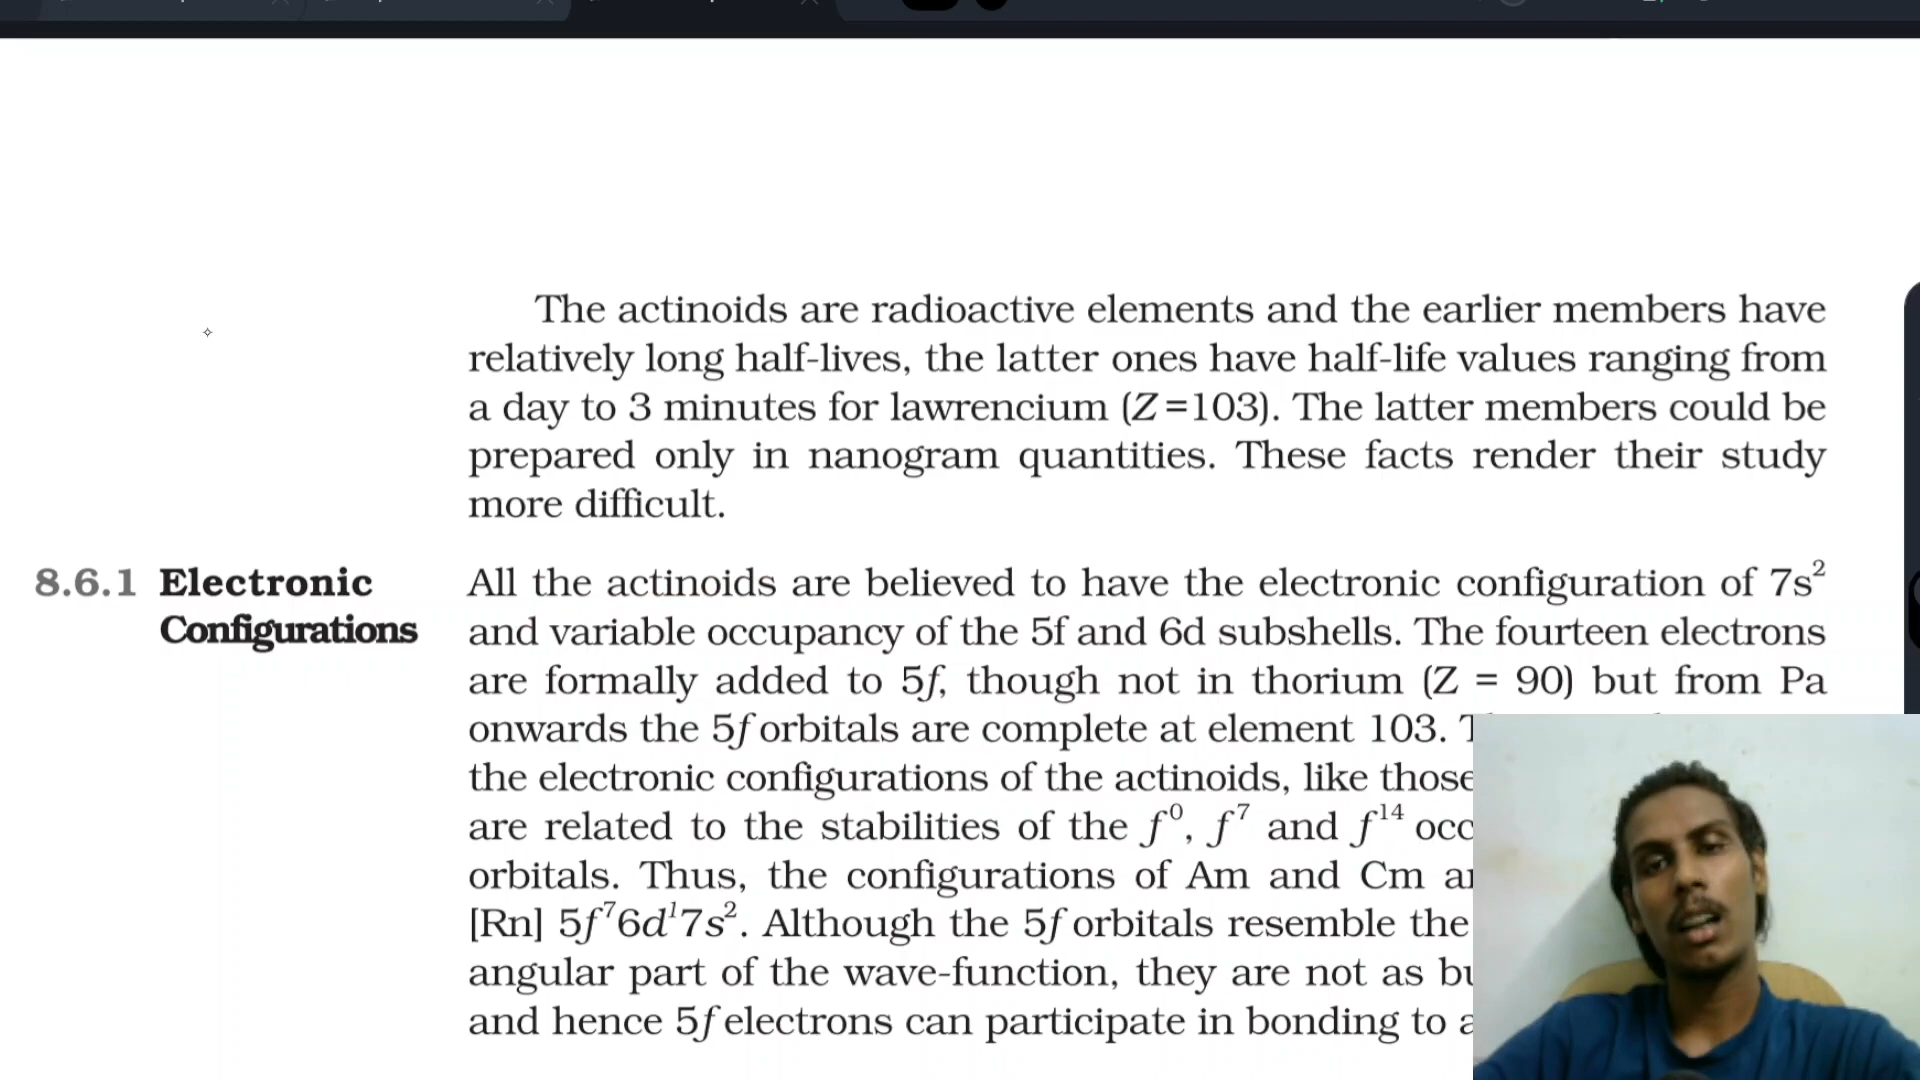 The actinoids are radioactive elements and the earlier members have
relatively long half-lives, the latter ones have half-life values ranging from
a day to 3 minutes for lawrencium (Z=103). The latter members could be
prepared only in nanogram quantities. These facts render their study
more difficult.
8.6.1 Electronic
Configurations
All the actinoids are believed to have the electronic configuration of 7s²
and variable occupancy of the 5f and 6d subshells. The fourteen electrons
are formally added to 5f, though not in thorium (Z = 90) but from Pa
onwards the 5f orbitals are complete at element 103.
the electronic configurations of the actinoids, like those
are related to the stabilities of the f⁰, f⁷ and f¹⁴
orbitals. Thus, the configurations of Am and Cm
[Rn] 5f⁷6d¹7s². Although the 5f orbitals resemble the
angular part of the wave-function, they are not as
and hence 5f electrons can participate in bonding to